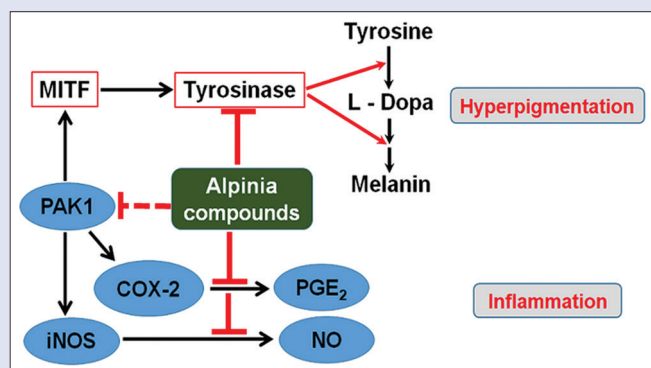 Tyrosine
MITF
Tyrosinase
L - Dopa
Hyperpigmentation
Melanin
Alpinia
compounds
PAK1
COX-2
PGE₂
Inflammation
iNOS
NO